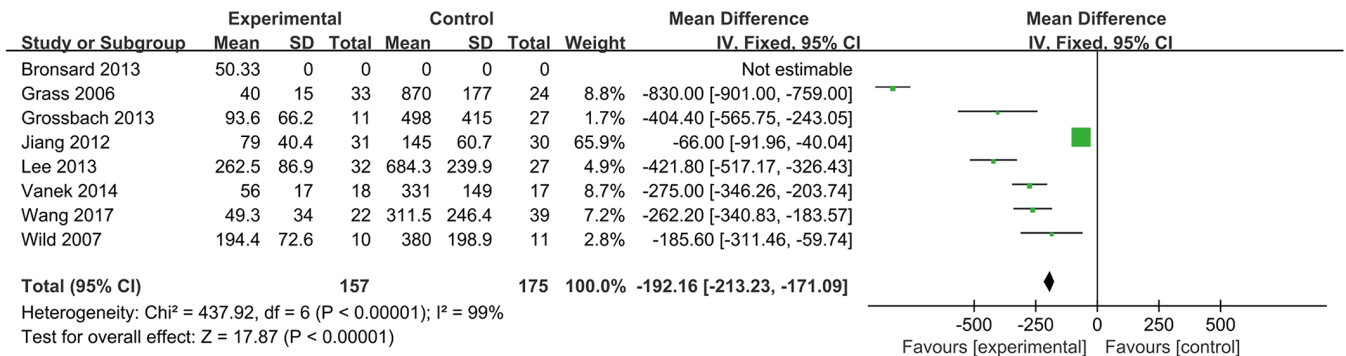 Experimental Control Mean Difference Mean Difference
Study or Subgroup Mean SD Total Mean SD Total Weight IV, Fixed, 95% CI IV, Fixed, 95% CI
Bronsard 2013 50.33 0 0 0 0 0 Not estimable
Grass 2006 40 15 33 870 177 24 8.8% -830.00 [-901.00, -759.00]
Grossbach 2013 93.6 66.2 11 498 415 27 1.7% -404.40 [-565.75, -243.05]
Jiang 2012 79 40.4 31 145 60.7 30 65.9% -66.00 [-91.96, -40.04]
Lee 2013 262.5 86.9 32 684.3 239.9 27 4.9% -421.80 [-517.17, -326.43]
Vanek 2014 56 17 18 331 149 17 8.7% -275.00 [-346.26, -203.74]
Wang 2017 49.3 34 22 311.5 246.4 39 7.2% -262.20 [-340.83, -183.57]
Wild 2007 194.4 72.6 10 380 198.9 11 2.8% -185.60 [-311.46, -59.74]
Total (95% CI) 157 175 100.0% -192.16 [-213.23, -171.09]
Heterogeneity: Chi² = 437.92, df = 6 (P < 0.00001); I² = 99%
Test for overall effect: Z = 17.87 (P < 0.00001)
-500 -250 0 250 500
Favours [experimental] Favours [control]